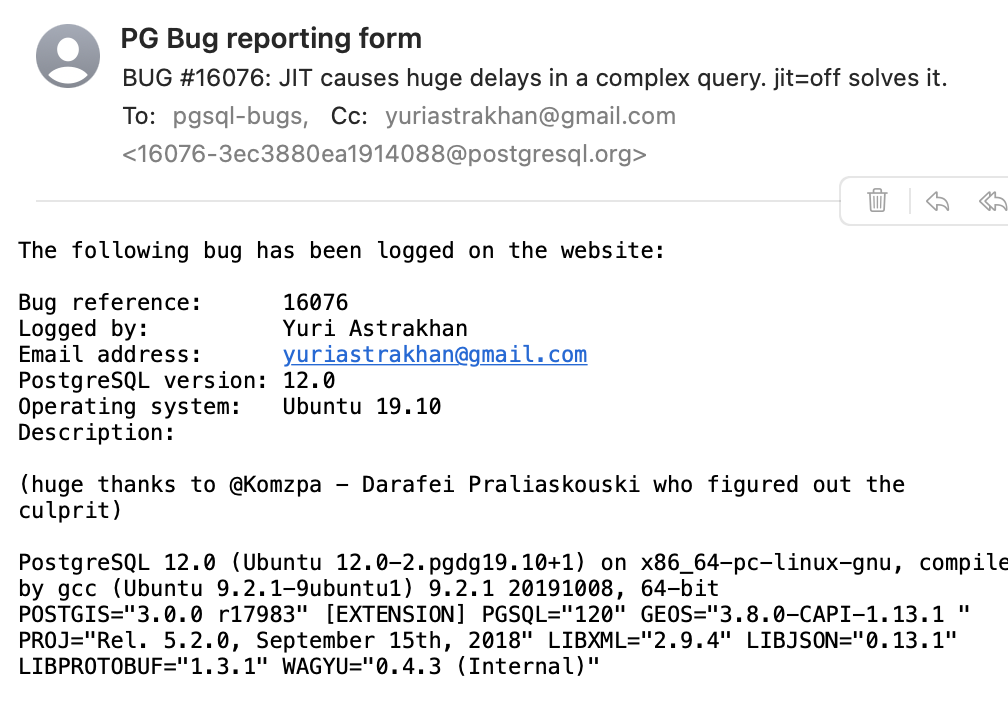 PG Bug reporting form
BUG #16076: JIT causes huge delays in a complex query. jit=off solves it.
To: pgsql-bugs, Cc: yuriastrakhan@gmail.com
<16076-3ec3880ea1914088@postgresql.org>
The following bug has been logged on the website:
Bug reference: 16076
Logged by: Yuri Astrakhan
Email address: yuriastrakhan@gmail.com
PostgreSQL version: 12.0
Operating system: Ubuntu 19.10
Description:
(huge thanks to @Komzpa – Darafei Praliaskouski who figured out the
culprit)
PostgreSQL 12.0 (Ubuntu 12.0-2.pgdg19.10+1) on x86_64-pc-linux-gnu, compile
by gcc (Ubuntu 9.2.1-9ubuntu1) 9.2.1 20191008, 64-bit
POSTGIS="3.0.0 r17983" [EXTENSION] PGSQL="120" GEOS="3.8.0-CAPI-1.13.1 "
PROJ="Rel. 5.2.0, September 15th, 2018" LIBXML="2.9.4" LIBJSON="0.13.1"
LIBPROTOBUF="1.3.1" WAGYU="0.4.3 (Internal)"